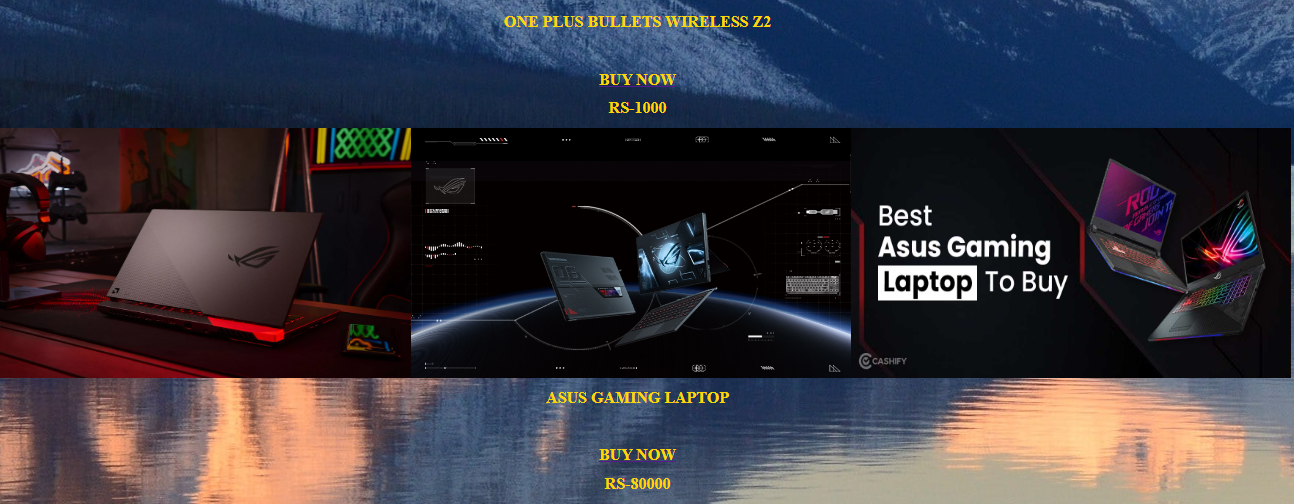 ONE PLUS BULLETS WIRELESS Z2
BUY NOW
RS-1000
Best
Asus Gaming
Laptop To Buy
CASHIFY
ASUS GAMING LAPTOP
BUY NOW
RS-80000